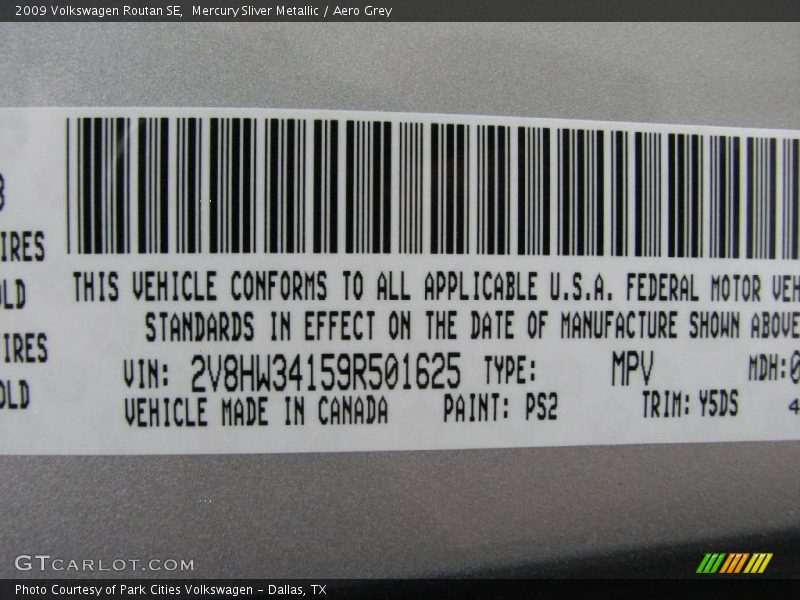 2009 Volkswagen Routan SE, Mercury Sliver Metallic / Aero Grey
THIS VEHICLE CONFORMS TO ALL APPLICABLE U.S.A. FEDERAL MOTOR VEH
STANDARDS IN EFFECT ON THE DATE OF MANUFACTURE SHOWN ABOVE
VIN: 2V8HW34159R501625 TYPE: MPV MDH:0
VEHICLE MADE IN CANADA PAINT: PS2 TRIM: Y5DS 4
IRES
OLD
IRES
OLD
GTCARLOT.COM
Photo Courtesy of Park Cities Volkswagen - Dallas, TX